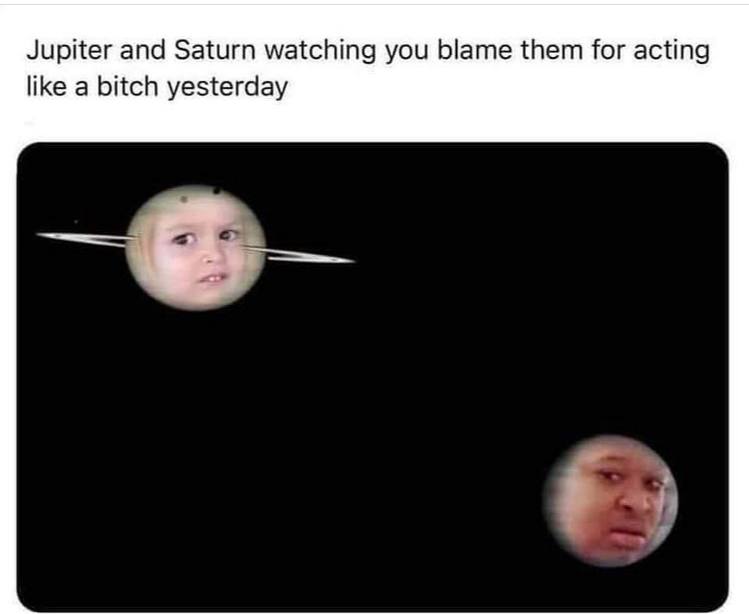 Jupiter and Saturn watching you blame them for acting
like a bitch yesterday